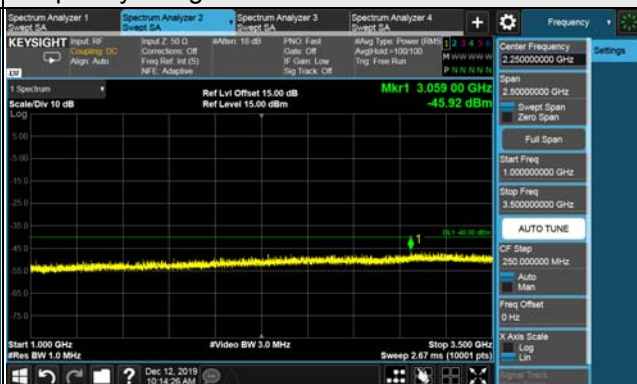 Spectrum Analyzer 1
Swept SA
Spectrum Analyzer 2
Swept SA
Spectrum Analyzer 3
Swept SA
Spectrum Analyzer 4
Swept SA
Frequency
KEYSIGHT
Input: RF
Coupling: DC
Align: Auto
Input Z: 50 Ω
Corrections: Off
Freq Ref: Int (S)
NFE: Adaptive
#Atten: 18 dB
PNO: Fast
Gate: Off
IF Gain: Low
Sig Track: Off
#Avg Type: Power (RMS)
Avg|Hold:>100/100
Trig: Free Run
1 2 3 4 5 6
M W W W W W
P N N N N N
1 Spectrum
Scale/Div 10 dB
Log
Ref Lvl Offset 15.00 dB
Ref Level 15.00 dBm
Mkr1 3.059 00 GHz
-45.92 dBm
5.00
-5.00
-15.0
-25.0
-35.0
-45.0
-55.0
-65.0
-75.0
DL1 -40.00 dBm
1
Start 1.000 GHz
#Res BW 1.0 MHz
#Video BW 3.0 MHz
Stop 3.500 GHz
Sweep 2.67 ms (10001 pts)
Dec 12, 2019
10:14:26 AM
Center Frequency
2.250000000 GHz
Settings
Span
2.50000000 GHz
Swept Span
Zero Span
Full Span
Start Freq
1.000000000 GHz
Stop Freq
3.500000000 GHz
AUTO TUNE
CF Step
250.000000 MHz
Auto
Man
Freq Offset
0 Hz
X Axis Scale
Log
Lin
Signal Track